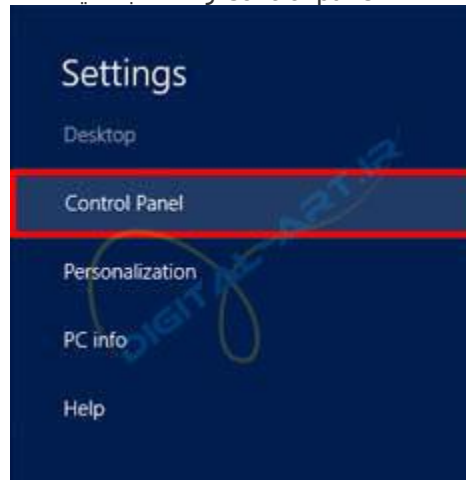 Settings
Desktop
Control Panel
Personalization
PC info
Help
DIGITAL-ART.IR